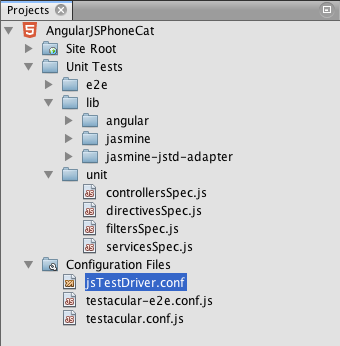 Projects
AngularJSPhoneCat
Site Root
Unit Tests
e2e
lib
angular
jasmine
jasmine-jstd-adapter
unit
controllersSpec.js
directivesSpec.js
filtersSpec.js
servicesSpec.js
Configuration Files
jsTestDriver.conf
testacular-e2e.conf.js
testacular.conf.js